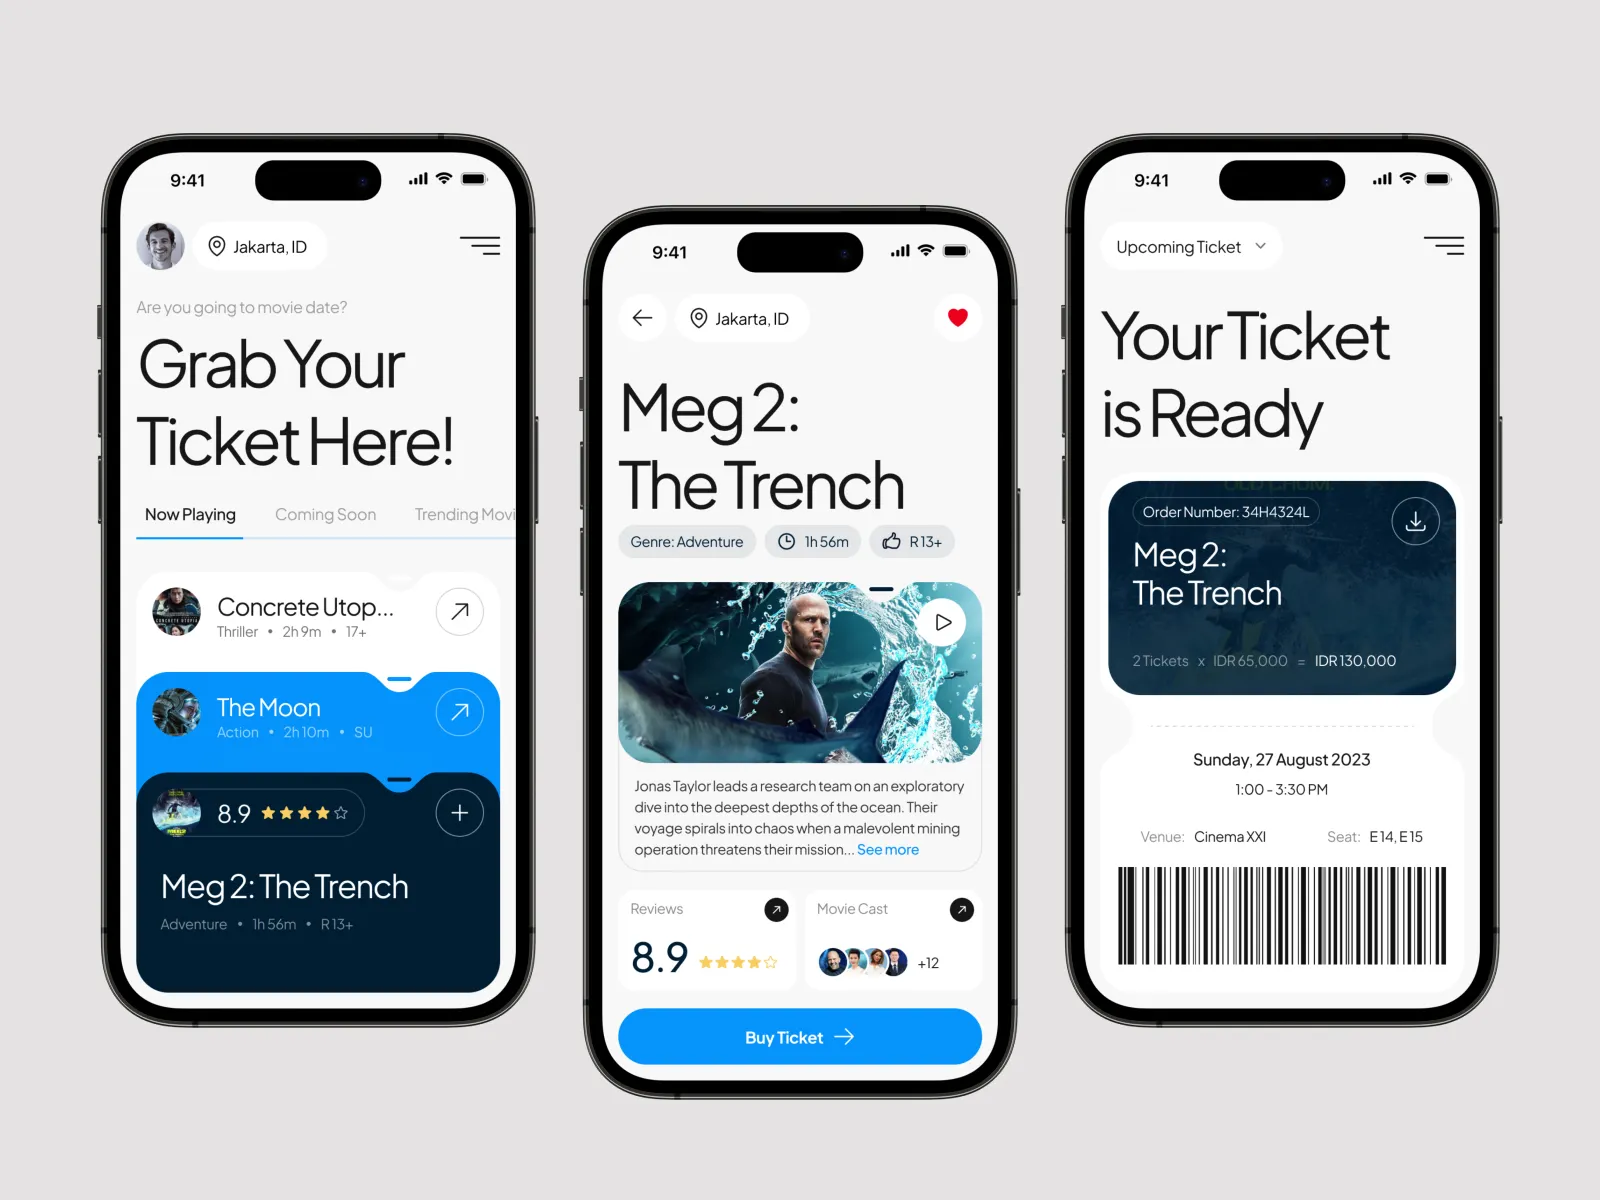 9:41
Jakarta, ID
Are you going to movie date?
Grab Your
Ticket Here!
Now Playing
Coming Soon
Trending Movi
Concrete Utop...
Thriller • 2h 9m • 17+
The Moon
Action • 2h 10m • SU
8.9
Meg 2: The Trench
Adventure • 1h 56m • R 13+
9:41
Jakarta, ID
Meg 2:
The Trench
Genre: Adventure
1h 56m
R 13+
Jonas Taylor leads a research team on an exploratory
dive into the deepest depths of the ocean. Their
voyage spirals into chaos when a malevolent mining
operation threatens their mission... See more
Reviews
8.9
Movie Cast
+12
Buy Ticket
9:41
Upcoming Ticket
Your Ticket
is Ready
Order Number: 34H4324L
Meg 2:
The Trench
2 Tickets x IDR 65,000 = IDR 130,000
Sunday, 27 August 2023
1:00 - 3:30 PM
Venue: Cinema XXI
Seat: E 14, E 15